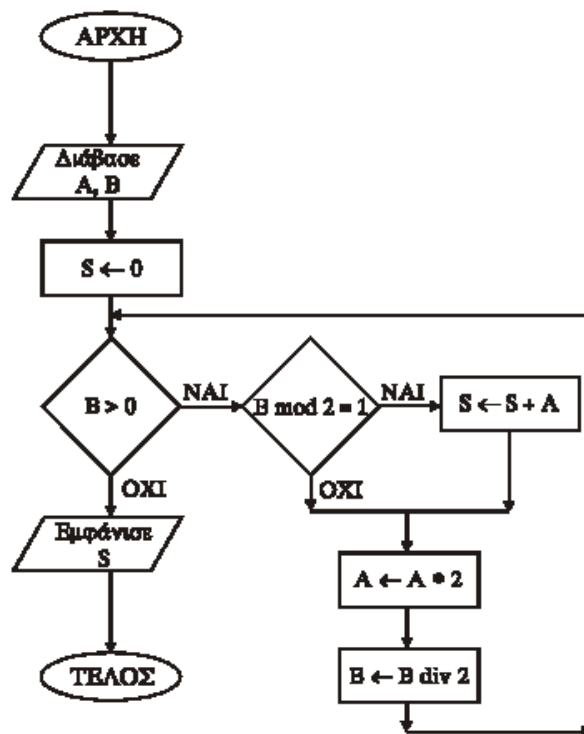 ΑΡΧΗ
Διάβασε
Α, Β
S ← 0
Β > 0
ΝΑΙ
Β mod 2 = 1
ΝΑΙ
S ← S + Α
ΟΧΙ
ΟΧΙ
Εμφάνισε
S
Α ← Α * 2
ΤΕΛΟΣ
Β ← Β div 2